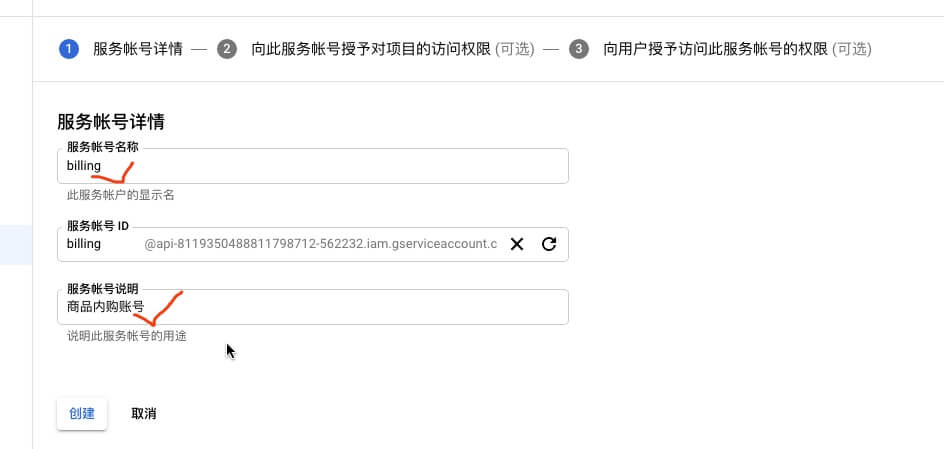 1 服务帐号详情 — 2 向此服务帐号授予对项目的访问权限 (可选) — 3 向用户授予访问此服务帐号的权限 (可选)
服务帐号详情
服务帐号名称
billing
此服务帐户的显示名
服务帐号 ID
billing @api-8119350488811798712-562232.iam.gserviceaccount.c
服务帐号说明
商品内购账号
说明此服务帐号的用途
创建 取消